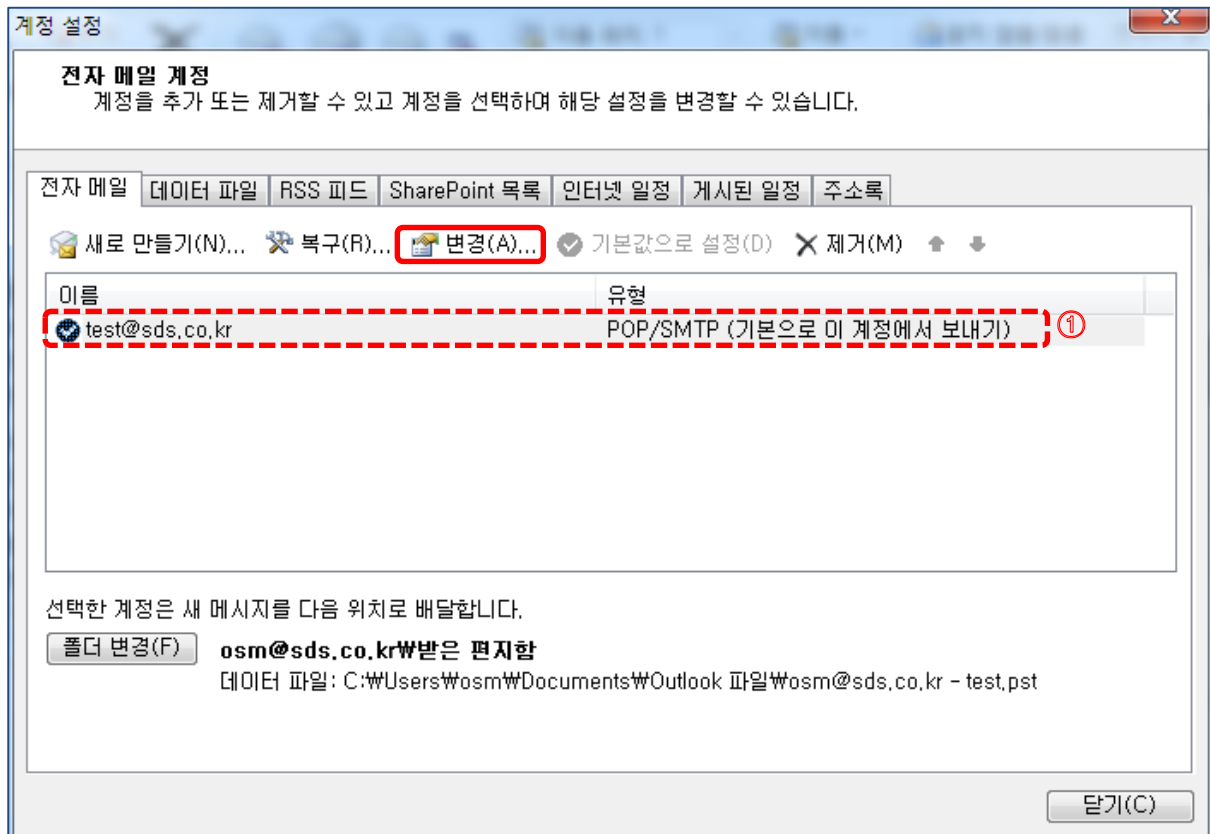 계정 설정
전자 메일 계정
계정을 추가 또는 제거할 수 있고 계정을 선택하여 해당 설정을 변경할 수 있습니다.
전자 메일 데이터 파일 RSS 피드 SharePoint 목록 인터넷 일정 게시된 일정 주소록
새로 만들기(N)... 복구(R)... 변경(A)... 기본값으로 설정(D) 제거(M)
이름 유형
test@sds.co.kr POP/SMTP (기본으로 이 계정에서 보내기) ①
선택한 계정은 새 메시지를 다음 위치로 배달합니다.
폴더 변경(F) osm@sds.co.kr₩받은 편지함
데이터 파일: C:₩Users₩osm₩Documents₩Outlook 파일₩osm@sds.co.kr - test.pst
닫기(C)